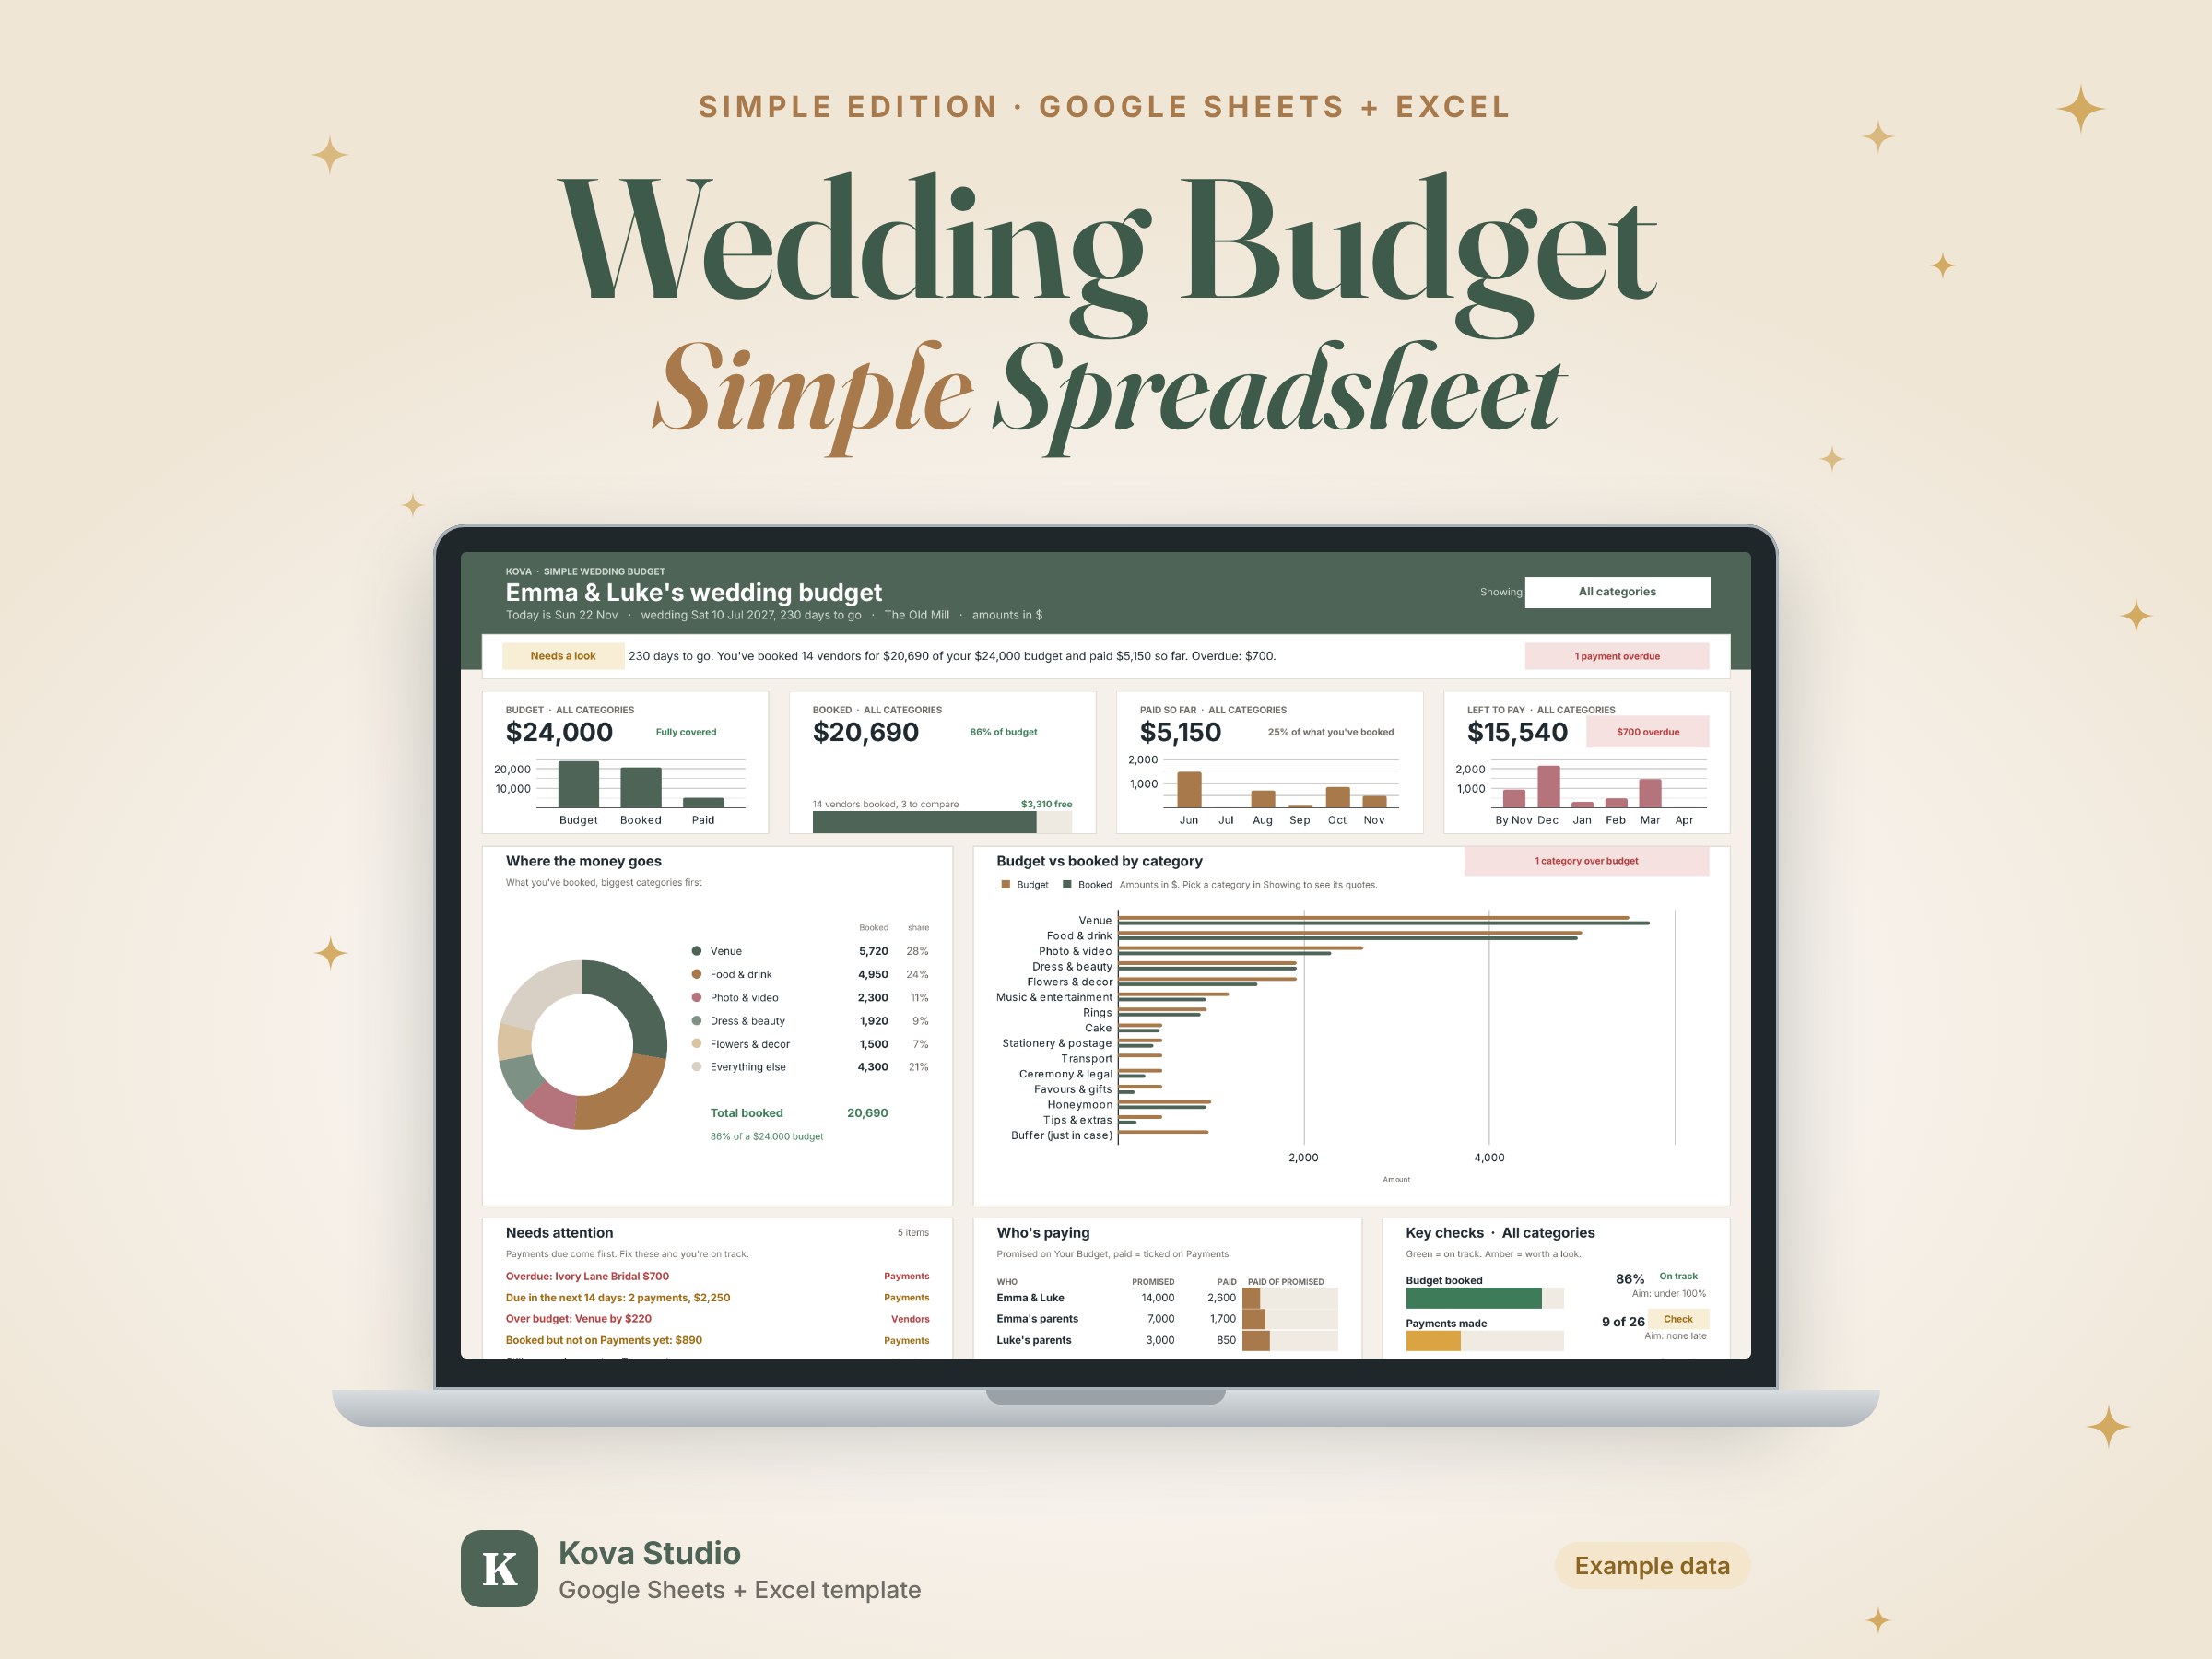 SIMPLE EDITION · GOOGLE SHEETS + EXCEL
Wedding Budget
Simple Spreadsheet
KOVA · SIMPLE WEDDING BUDGET
Emma & Luke's wedding budget
Today is Sun 22 Nov · wedding Sat 10 Jul 2027, 230 days to go · The Old Mill · amounts in $
Showing
All categories
Needs a look
230 days to go. You've booked 14 vendors for $20,690 of your $24,000 budget and paid $5,150 so far. Overdue: $700.
1 payment overdue
BUDGET · ALL CATEGORIES
$24,000
Fully covered
20,000
10,000
Budget Booked Paid
BOOKED · ALL CATEGORIES
$20,690
86% of budget
14 vendors booked, 3 to compare
$3,310 free
PAID SO FAR · ALL CATEGORIES
$5,150
25% of what you've booked
2,000
1,000
Jun Jul Aug Sep Oct Nov
LEFT TO PAY · ALL CATEGORIES
$15,540
$700 overdue
2,000
1,000
By Nov Dec Jan Feb Mar Apr
Where the money goes
What you've booked, biggest categories first
Booked share
Venue 5,720 28%
Food & drink 4,950 24%
Photo & video 2,300 11%
Dress & beauty 1,920 9%
Flowers & decor 1,500 7%
Everything else 4,300 21%
Total booked 20,690
86% of a $24,000 budget
Budget vs booked by category
1 category over budget
Budget Booked Amounts in $. Pick a category in Showing to see its quotes.
Venue
Food & drink
Photo & video
Dress & beauty
Flowers & decor
Music & entertainment
Rings
Cake
Stationery & postage
Transport
Ceremony & legal
Favours & gifts
Honeymoon
Tips & extras
Buffer (just in case)
2,000 4,000
Amount
Needs attention
5 items
Payments due come first. Fix these and you're on track.
Overdue: Ivory Lane Bridal $700 Payments
Due in the next 14 days: 2 payments, $2,250 Payments
Over budget: Venue by $220 Vendors
Booked but not on Payments yet: $890 Payments
Who's paying
Promised on Your Budget, paid = ticked on Payments
WHO PROMISED PAID PAID OF PROMISED
Emma & Luke 14,000 2,600
Emma's parents 7,000 1,700
Luke's parents 3,000 850
Key checks · All categories
Green = on track. Amber = worth a look.
Budget booked 86% On track
Aim: under 100%
Payments made 9 of 26 Check
Aim: none late
K
Kova Studio
Google Sheets + Excel template
Example data